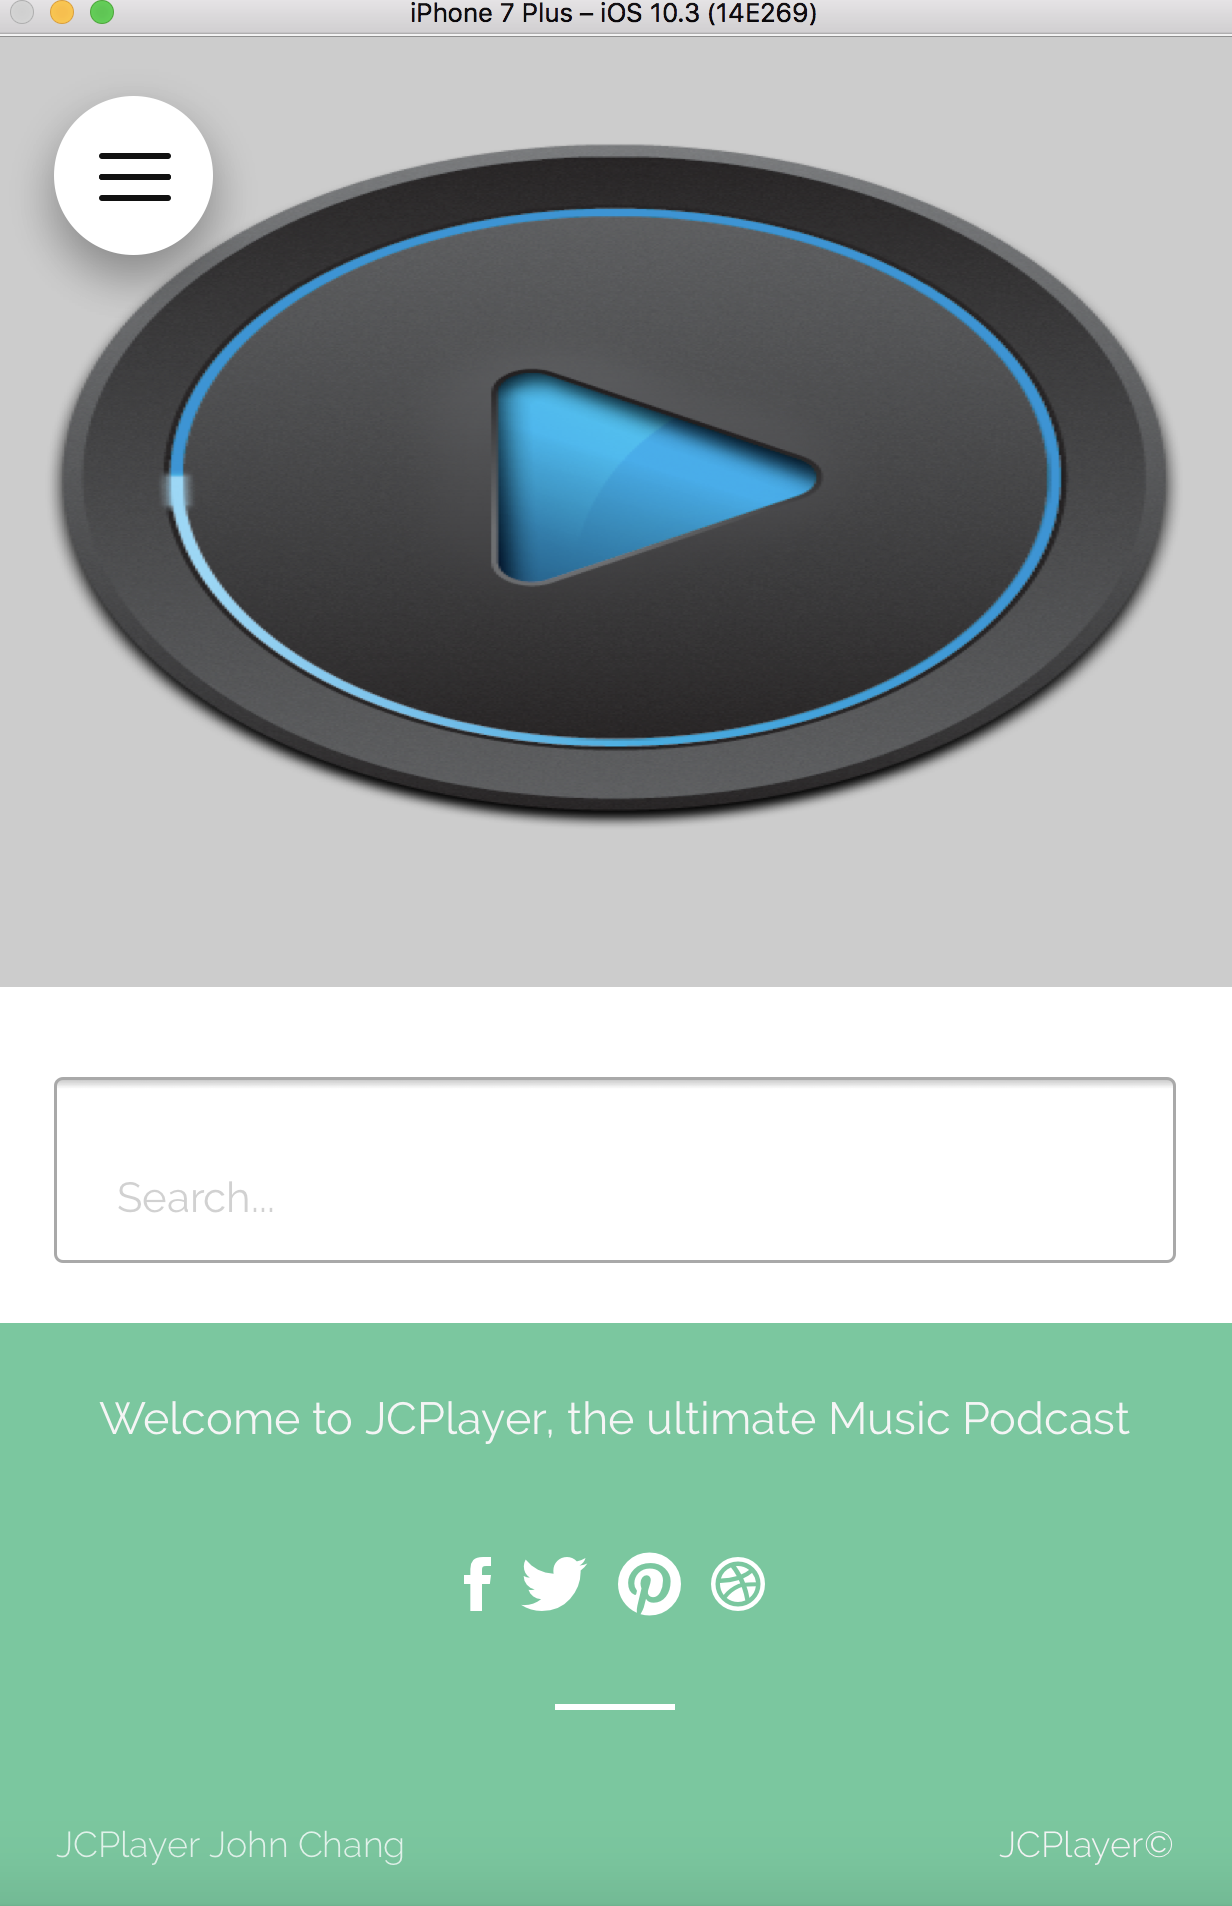 iPhone 7 Plus – iOS 10.3 (14E269)
Search...
Welcome to JCPlayer, the ultimate Music Podcast
JCPlayer John Chang
JCPlayer©